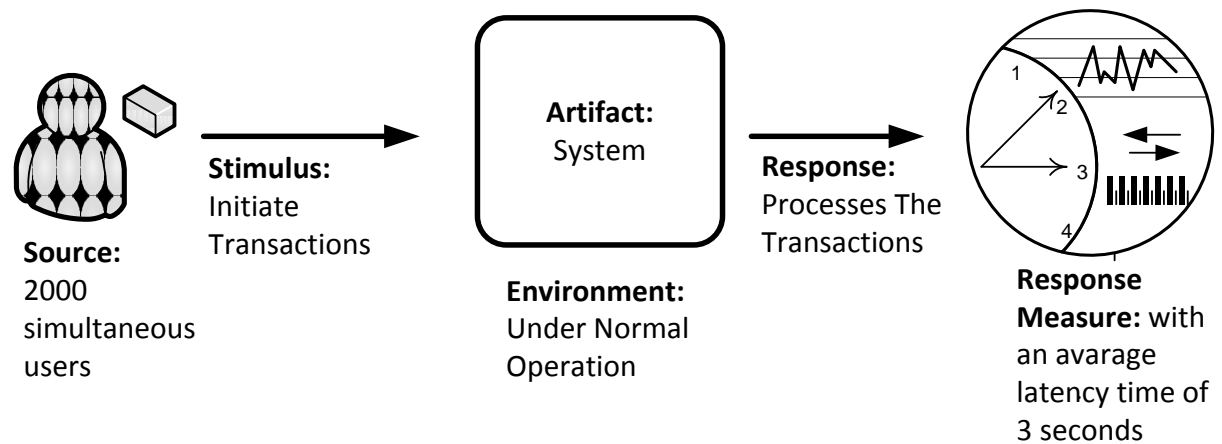 Source:
2000
simultaneous
users
Stimulus:
Initiate
Transactions
Artifact:
System
Environment:
Under Normal
Operation
Response:
Processes The
Transactions
1
2
3
4
Response
Measure: with
an avarage
latency time of
3 seconds